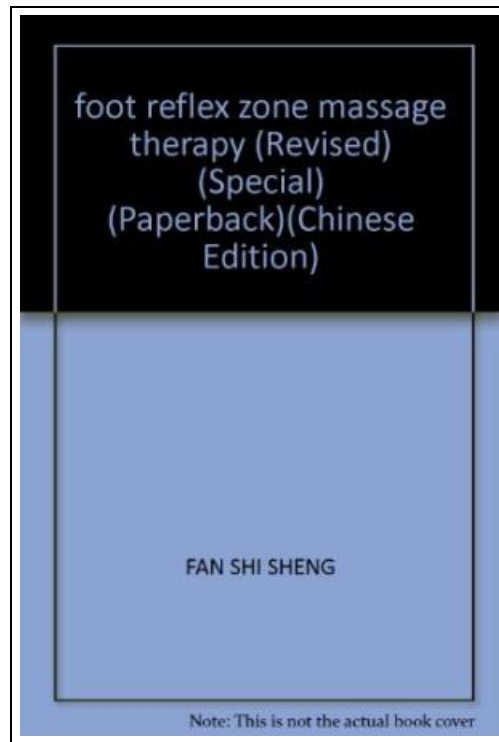 foot reflex zone massage
therapy (Revised)
(Special)
(Paperback)(Chinese
Edition)
FAN SHI SHENG
Note: This is not the actual book cover